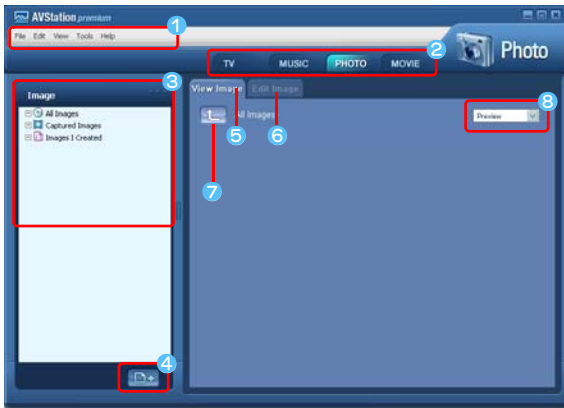 AVStation premium
1
File Edit View Tools Help
2
TV MUSIC PHOTO MOVIE
Photo
3
Image
All Images
Captured Images
Images I Created
View Image Edit Image
All Images
Preview
8
5
6
7
4